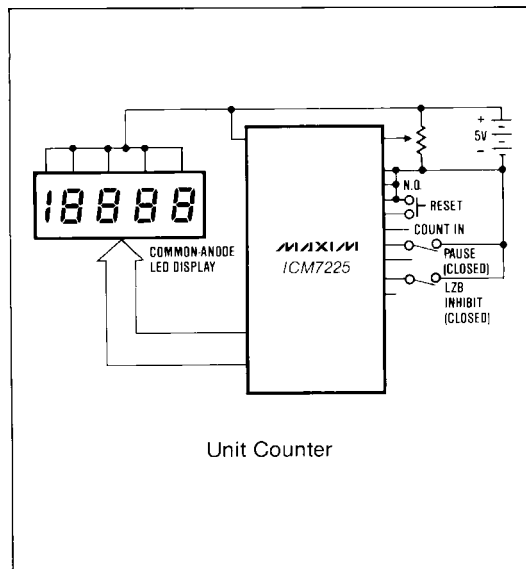 +
5V
−
N.O.
RESET
18888
COUNT IN
MAXIM
ICM7225
COMMON-ANODE
LED DISPLAY
PAUSE
(CLOSED)
LZB
INHIBIT
(CLOSED)
Unit Counter